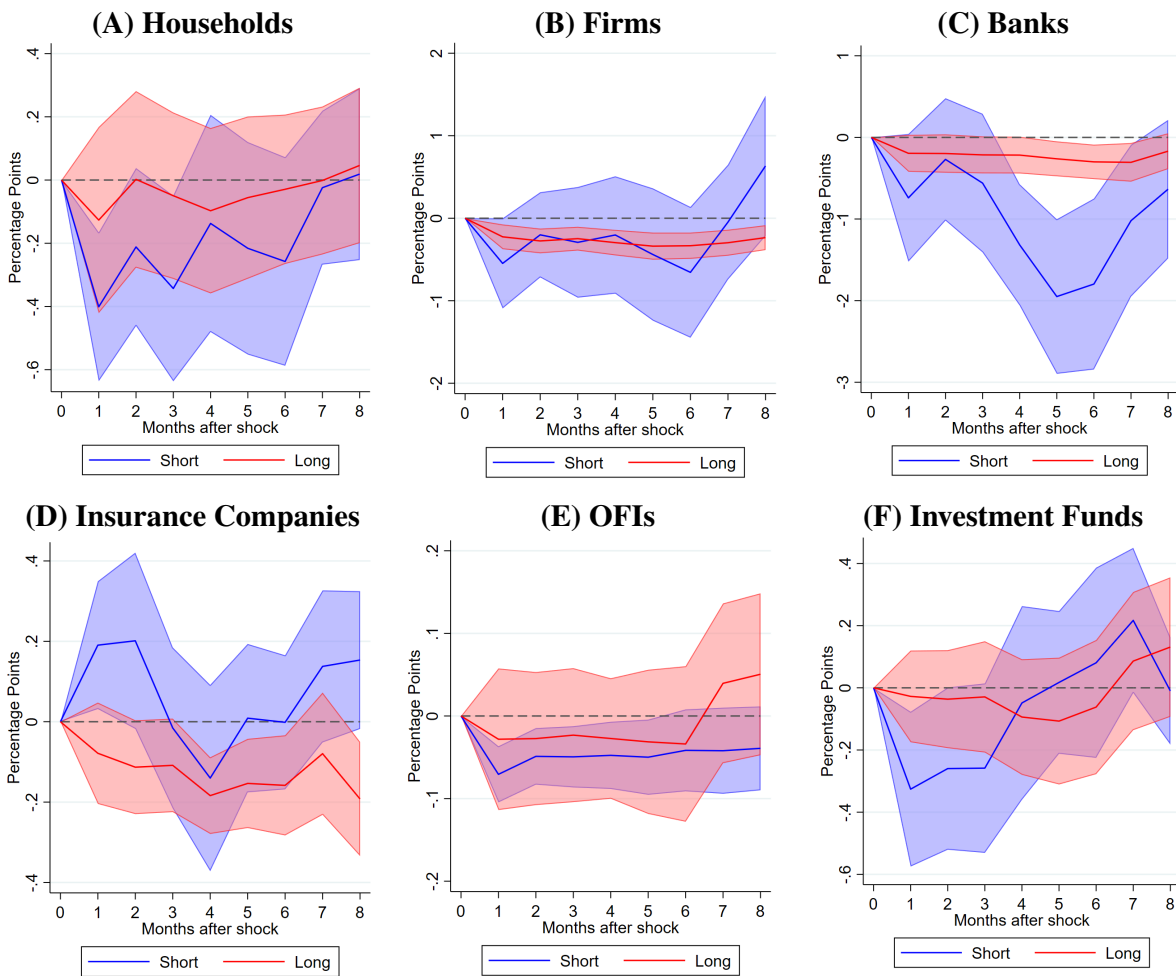 (A) Households
Percentage Points
.4
.2
0
-.2
-.4
-.6
0 1 2 3 4 5 6 7 8
Months after shock
Short Long
(B) Firms
Percentage Points
2
1
0
-1
-2
0 1 2 3 4 5 6 7 8
Months after shock
Short Long
(C) Banks
Percentage Points
1
0
-1
-2
-3
0 1 2 3 4 5 6 7 8
Months after shock
Short Long
(D) Insurance Companies
Percentage Points
.4
.2
0
-.2
-.4
0 1 2 3 4 5 6 7 8
Months after shock
Short Long
(E) OFIs
Percentage Points
.2
.1
0
-.1
-.2
0 1 2 3 4 5 6 7 8
Months after shock
Short Long
(F) Investment Funds
Percentage Points
.4
.2
0
-.2
-.4
-.6
0 1 2 3 4 5 6 7 8
Months after shock
Short Long